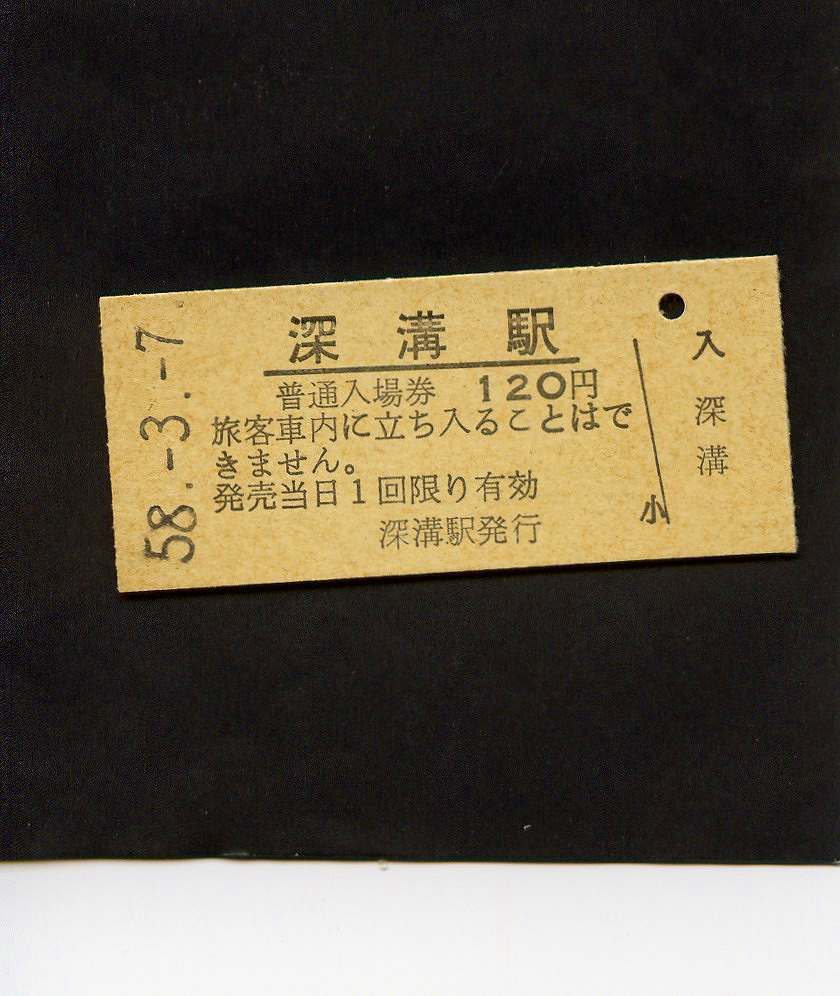 58.-3.-7.
深溝駅
普通入場券 120円
旅客車内に立ち入ることはで
きません。
発売当日1回限り有効
深溝駅発行
小
入
深溝